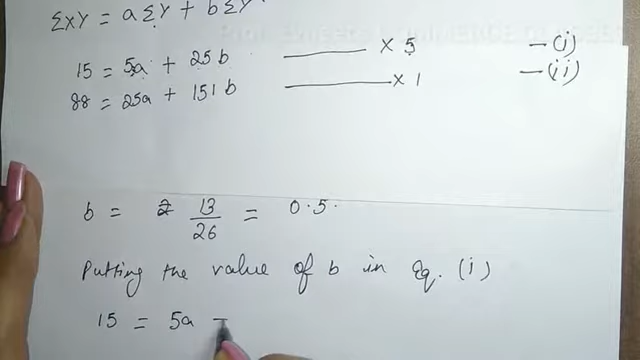 ΣXY = aΣY + bΣY
15 = 5a + 25b ——— × 5 —(i)
88 = 25a + 151b ——— × 1 —(ii)
b = 13/26 = 0.5.
Putting the value of b in Eq. (i)
15 = 5a